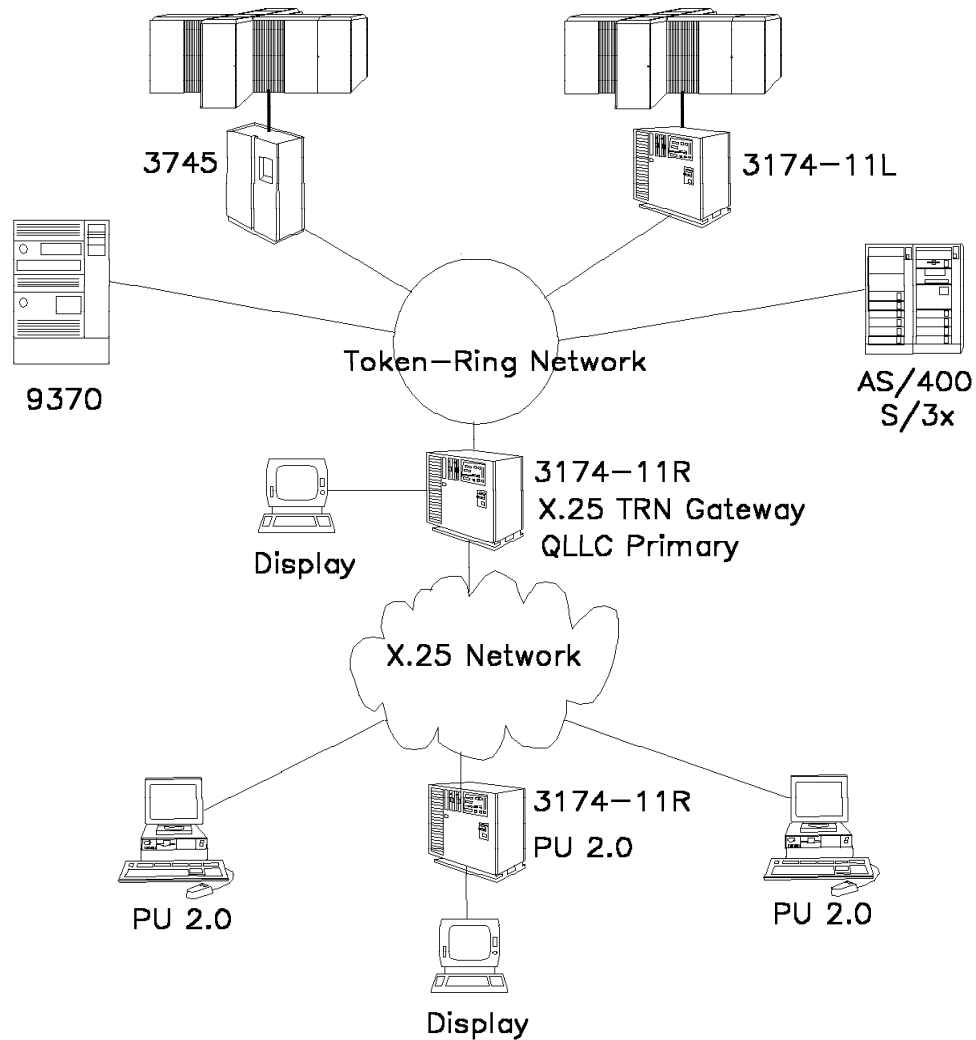 3745
3174-11L
9370
Token-Ring Network
AS/400
S/3x
3174-11R
X.25 TRN Gateway
QLLC Primary
Display
X.25 Network
3174-11R
PU 2.0
PU 2.0
PU 2.0
Display